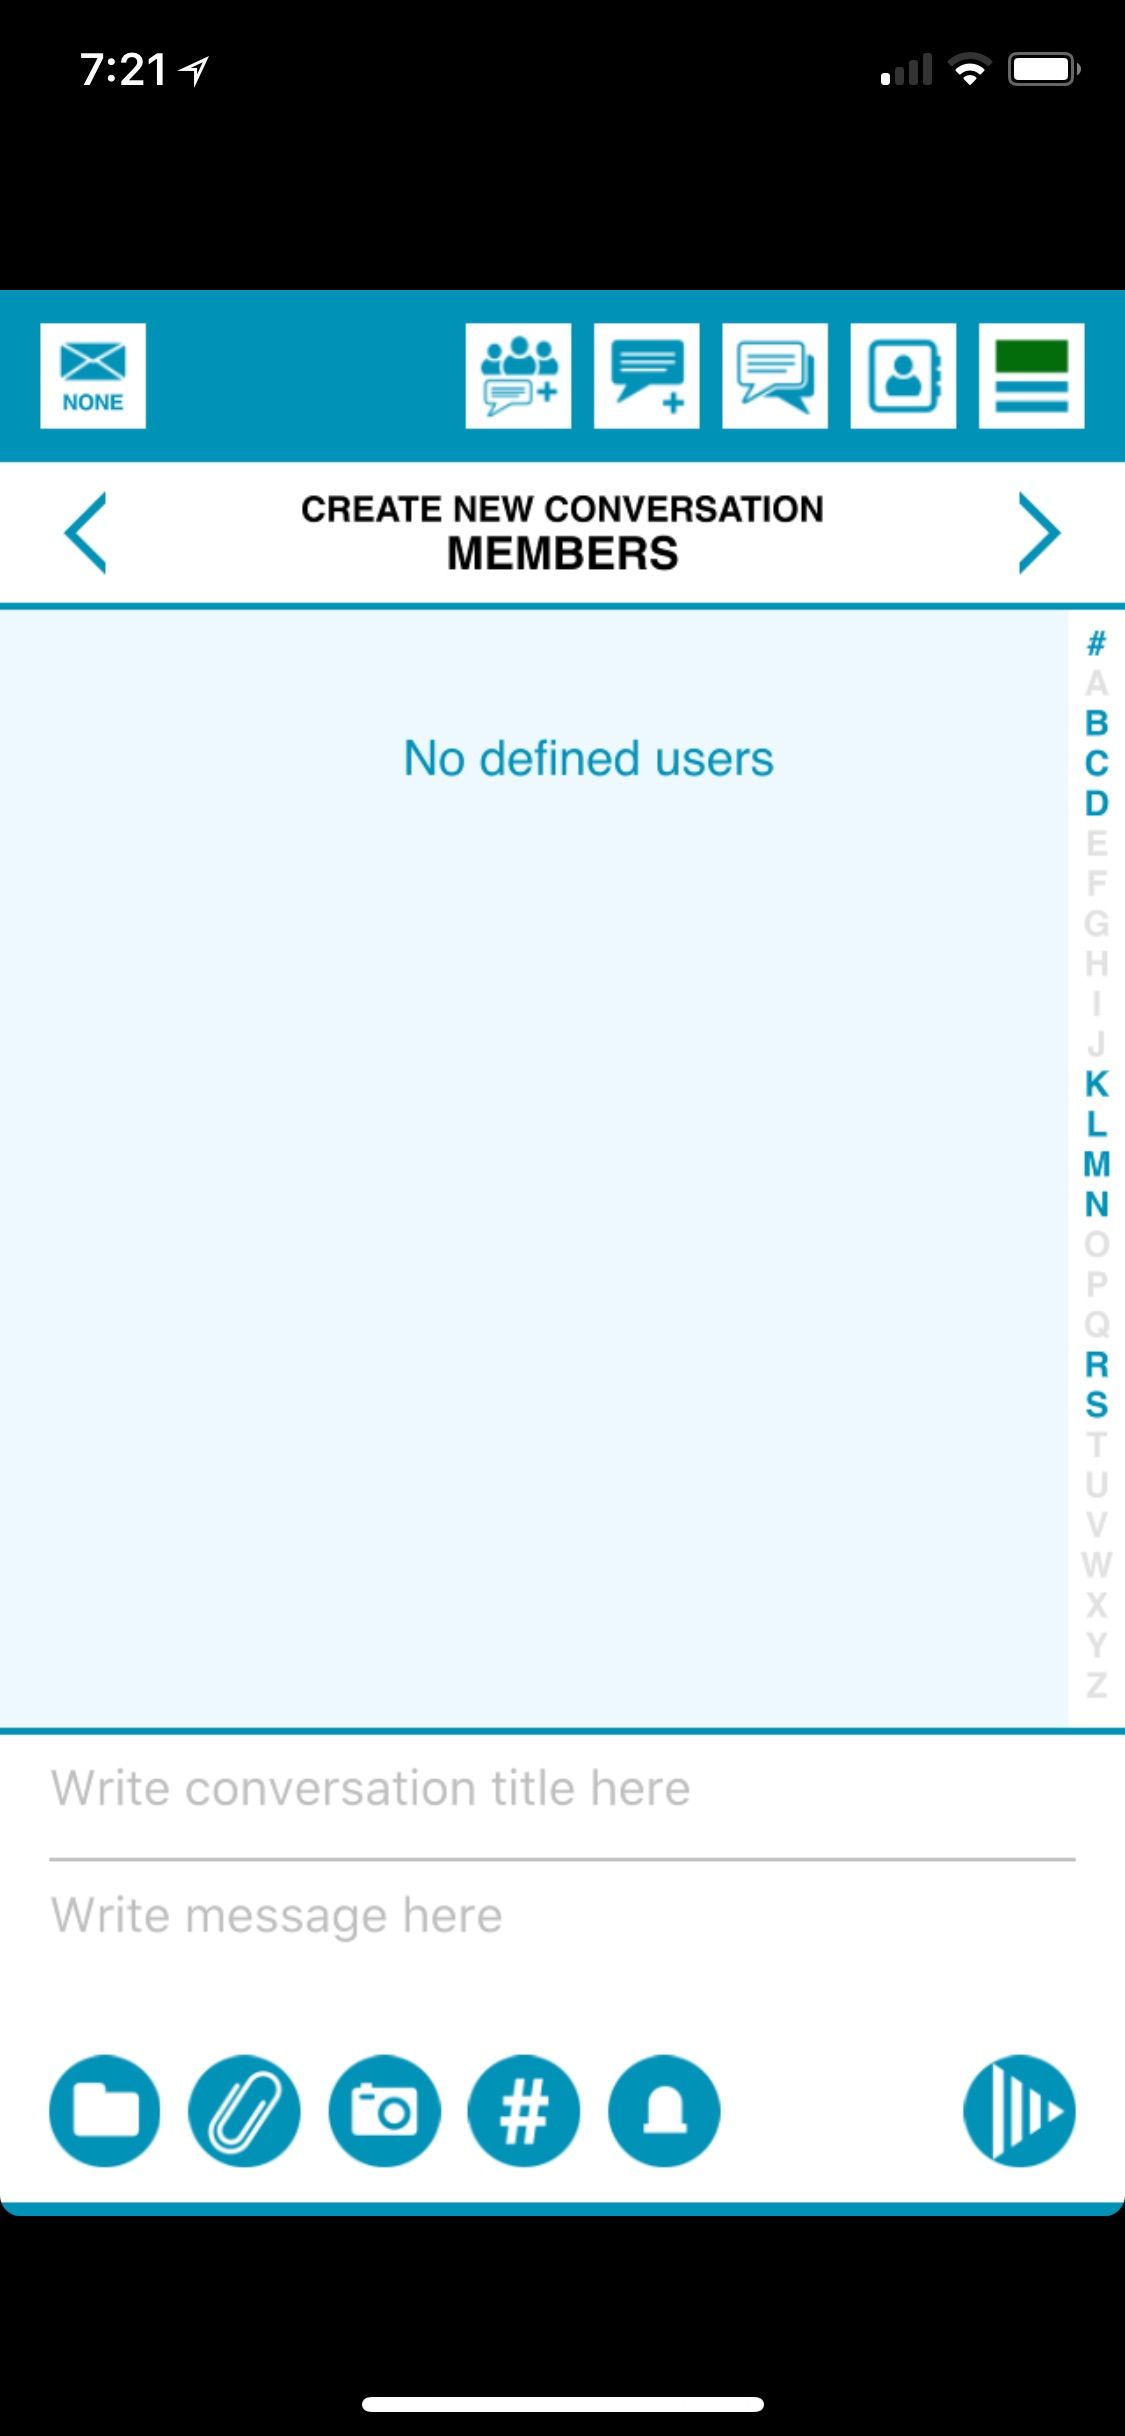 7:21
NONE
CREATE NEW CONVERSATION
MEMBERS
No defined users
#
A
B
C
D
E
F
G
H
I
J
K
L
M
N
O
P
Q
R
S
T
U
V
W
X
Y
Z
Write conversation title here
Write message here
#